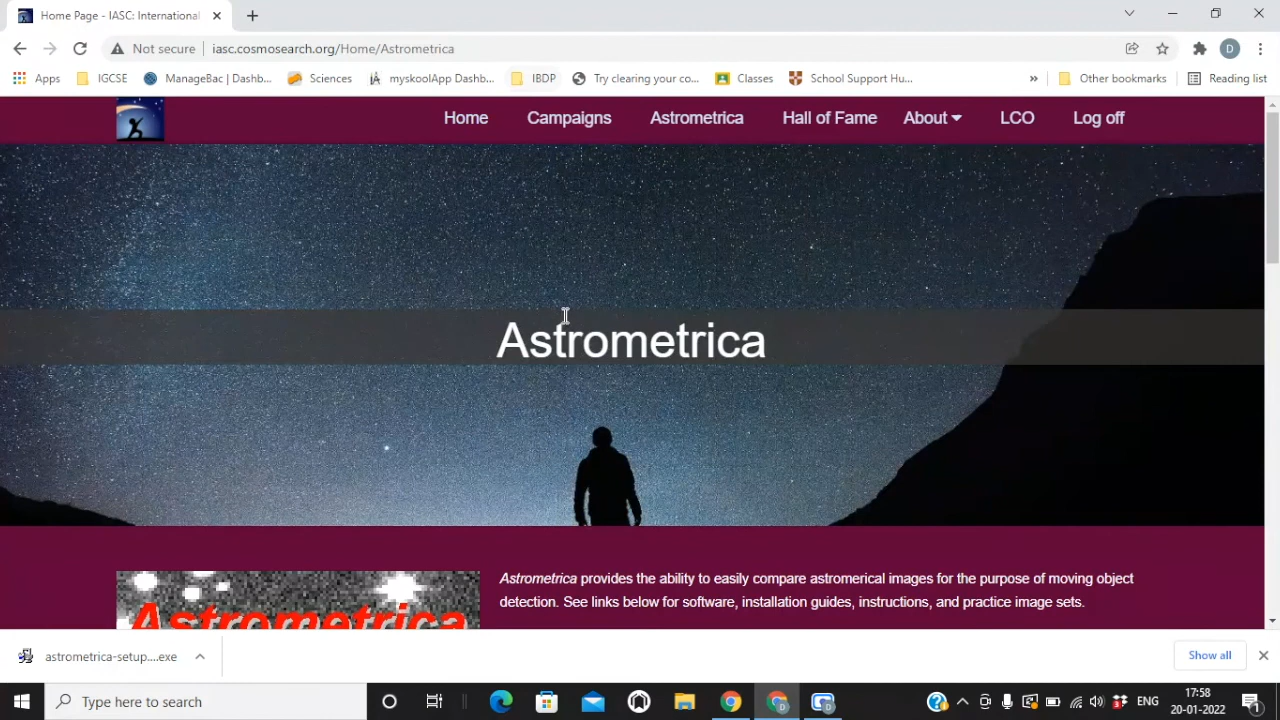 Home Page - IASC: International
Not secure
iasc.cosmosearch.org/Home/Astrometrica
D
Apps
IGCSE
ManageBac | Dashb...
Sciences
myskoolApp Dashb...
IBDP
Try clearing your co...
Classes
School Support Hu...
»
Other bookmarks
Reading list
Home
Campaigns
Astrometrica
Hall of Fame
About
LCO
Log off
Astrometrica
Astrometrica provides the ability to easily compare astromerical images for the purpose of moving object
detection. See links below for software, installation guides, instructions, and practice image sets.
Astrometrica
astrometrica-setup....exe
Show all
Type here to search
ENG
17:58
20-01-2022
1